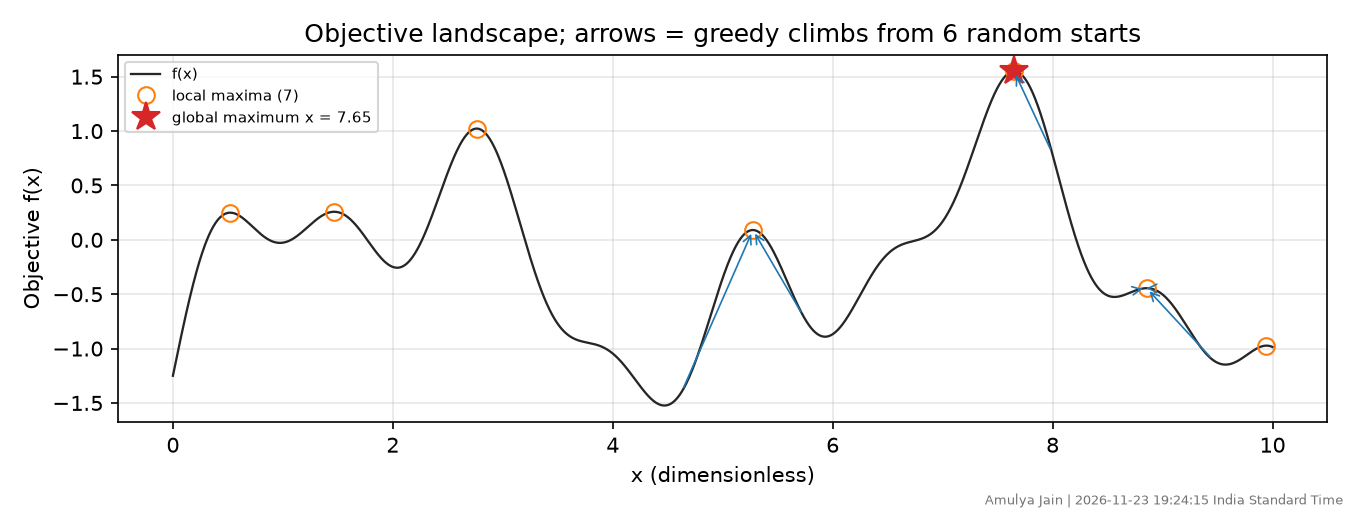 Objective landscape; arrows = greedy climbs from 6 random starts
f(x)
local maxima (7)
global maximum x = 7.65
Objective f(x)
1.5
1.0
0.5
0.0
−0.5
−1.0
−1.5
0 2 4 6 8 10
x (dimensionless)
Amulya Jain | 2026-11-23 19:24:15 India Standard Time